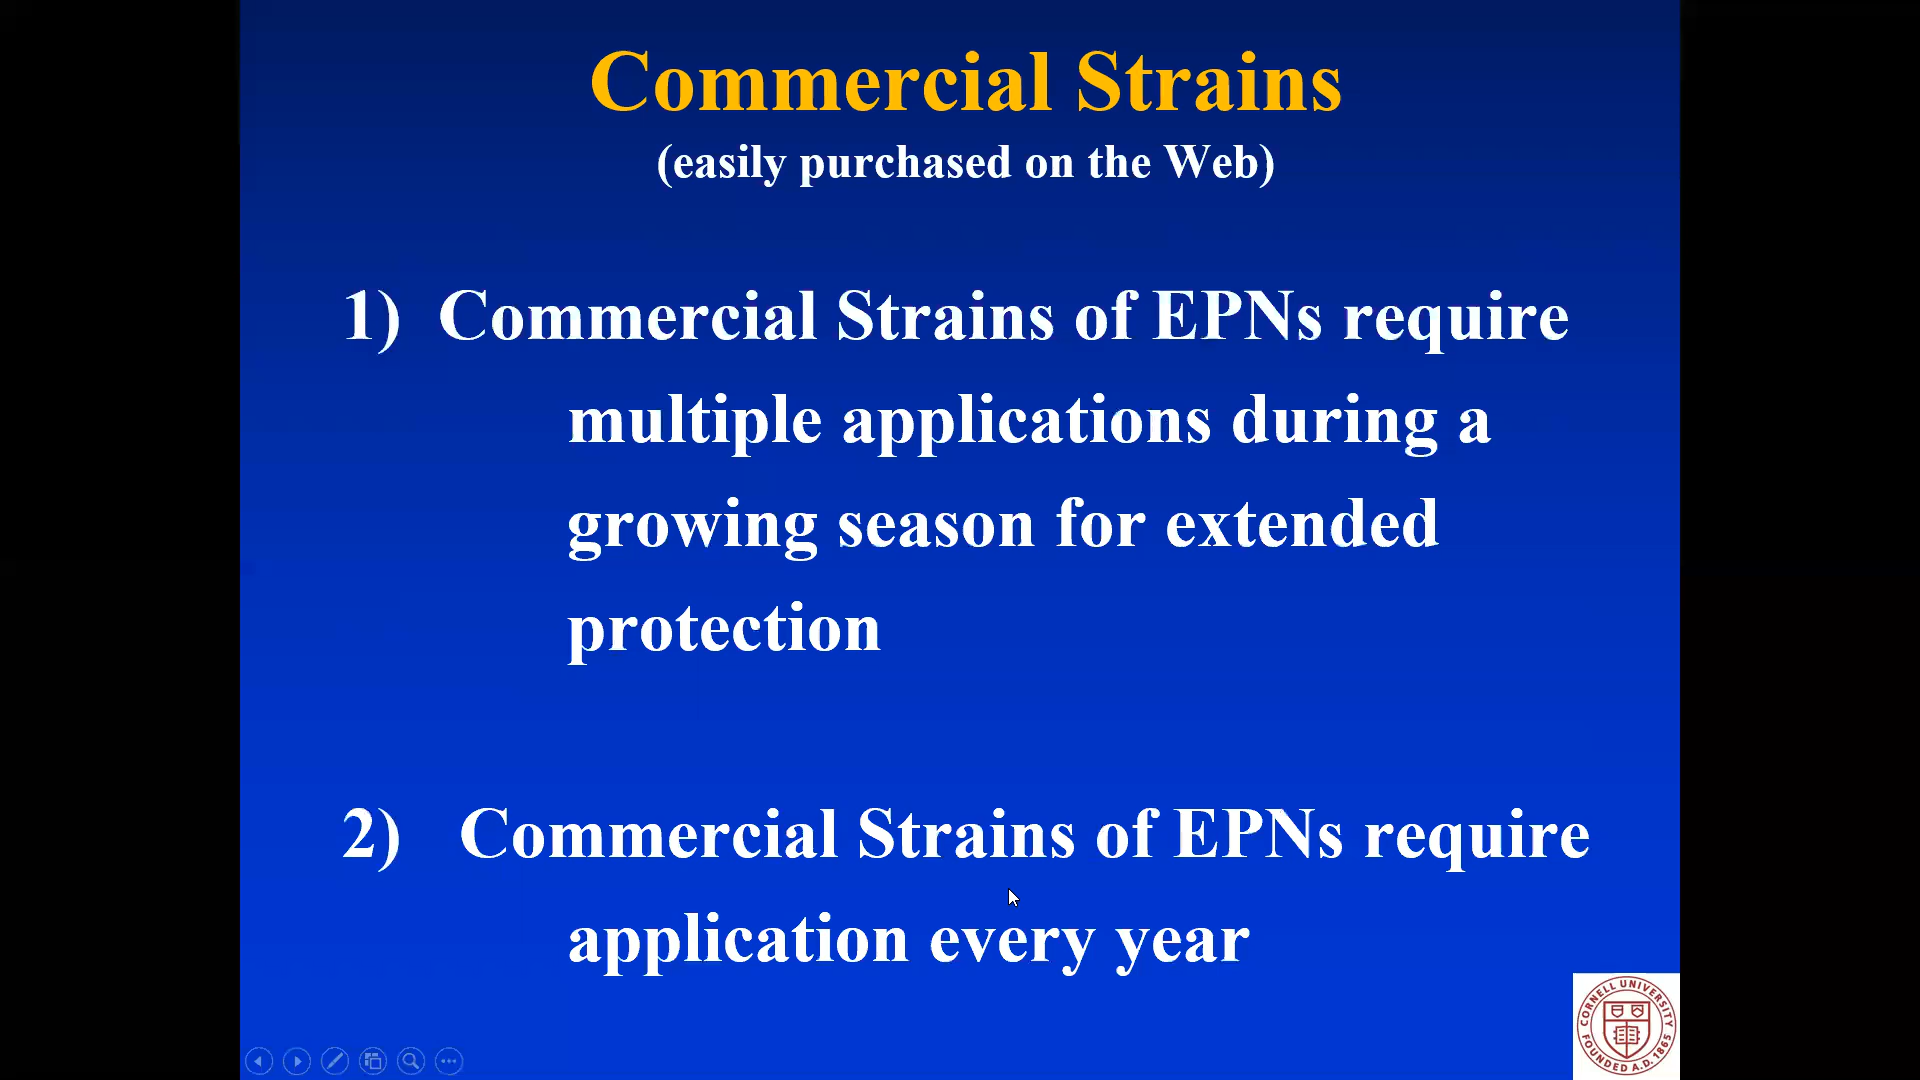 Commercial Strains
(easily purchased on the Web)
1) Commercial Strains of EPNs require
multiple applications during a
growing season for extended
protection
2) Commercial Strains of EPNs require
application every year
CORNELL UNIVERSITY
FOUNDED A.D. 1865